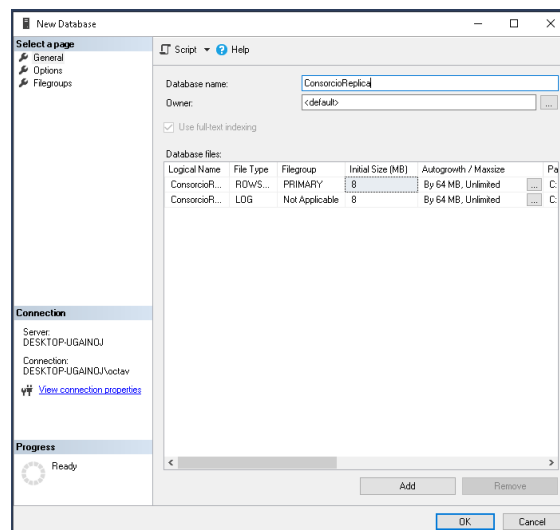 New Database
Select a page
General
Options
Filegroups
Script
Help
Database name:
ConsorcioReplica
Owner:
<default>
...
Use full-text indexing
Database files:
Logical Name File Type Filegroup Initial Size (MB) Autogrowth / Maxsize Pa
ConsorcioR... ROWS... PRIMARY 8 By 64 MB, Unlimited ... C:
ConsorcioR... LOG Not Applicable 8 By 64 MB, Unlimited ... C:
Connection
Server:
DESKTOP-UGAINOJ
Connection:
DESKTOP-UGAINOJ\octav
View connection properties
Progress
Ready
Add
Remove
OK
Cancel